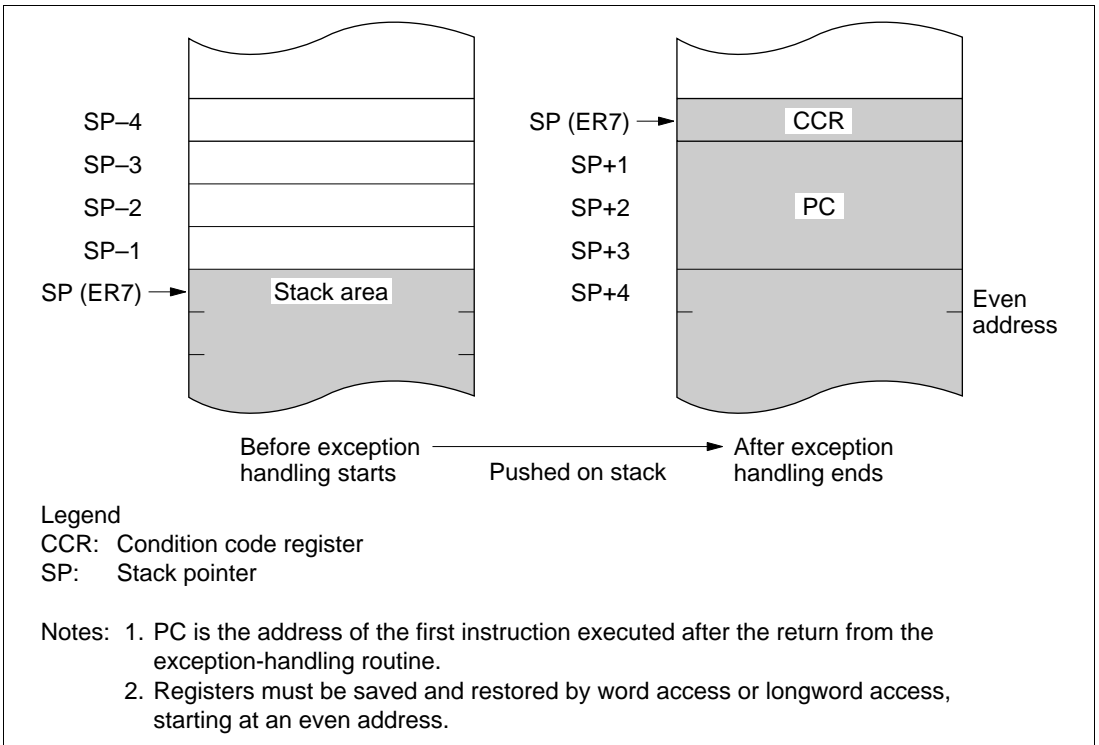 SP–4
SP–3
SP–2
SP–1
SP (ER7)
Stack area
SP (ER7)
CCR
SP+1
SP+2
PC
SP+3
SP+4
Even
address
Before exception
handling starts
Pushed on stack
After exception
handling ends
Legend
CCR: Condition code register
SP: Stack pointer
Notes: 1. PC is the address of the first instruction executed after the return from the
exception-handling routine.
2. Registers must be saved and restored by word access or longword access,
starting at an even address.